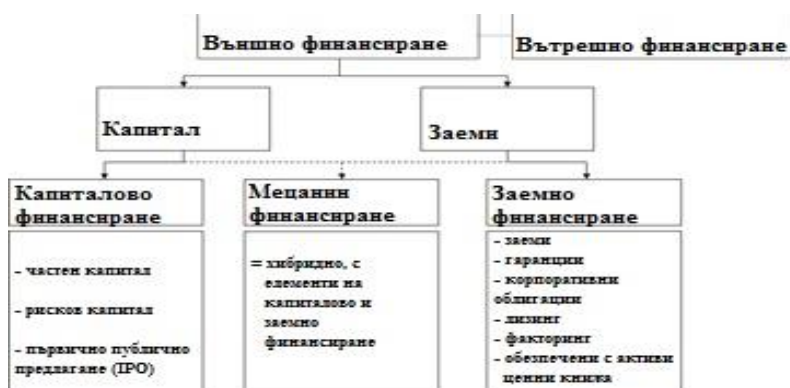 Външно финансиране
Вътрешно финансиране
Капитал
Заеми
Капиталово
финансиране
Мецанин
финансиране
Заемно
финансиране
- частен капитал
- рисков капитал
- първично публично
предлагане (IPO)
= хибридно, с
елементи на
капиталово и
заемно
финансиране
- заеми
- гаранции
- корпоративни
облигации
- лизинг
- факторинг
- обезпечени с активи
ценни книжа